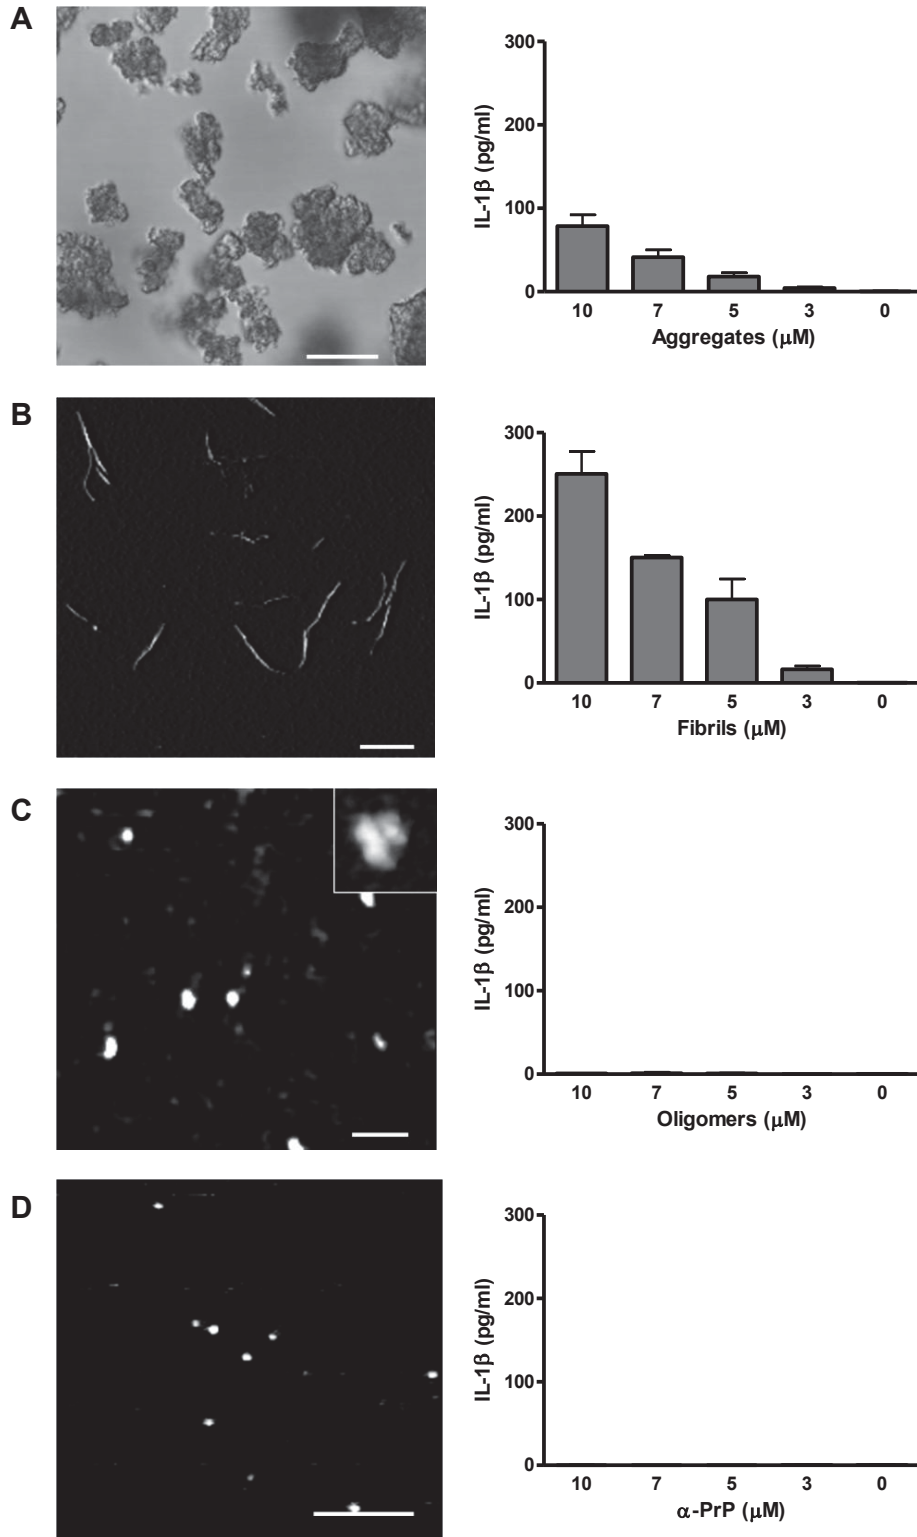 A
300
200
100
0
IL-1β (pg/ml)
10 7 5 3 0
Aggregates (μM)
B
300
200
100
0
IL-1β (pg/ml)
10 7 5 3 0
Fibrils (μM)
C
300
200
100
0
IL-1β (pg/ml)
10 7 5 3 0
Oligomers (μM)
D
300
200
100
0
IL-1β (pg/ml)
10 7 5 3 0
α-PrP (μM)